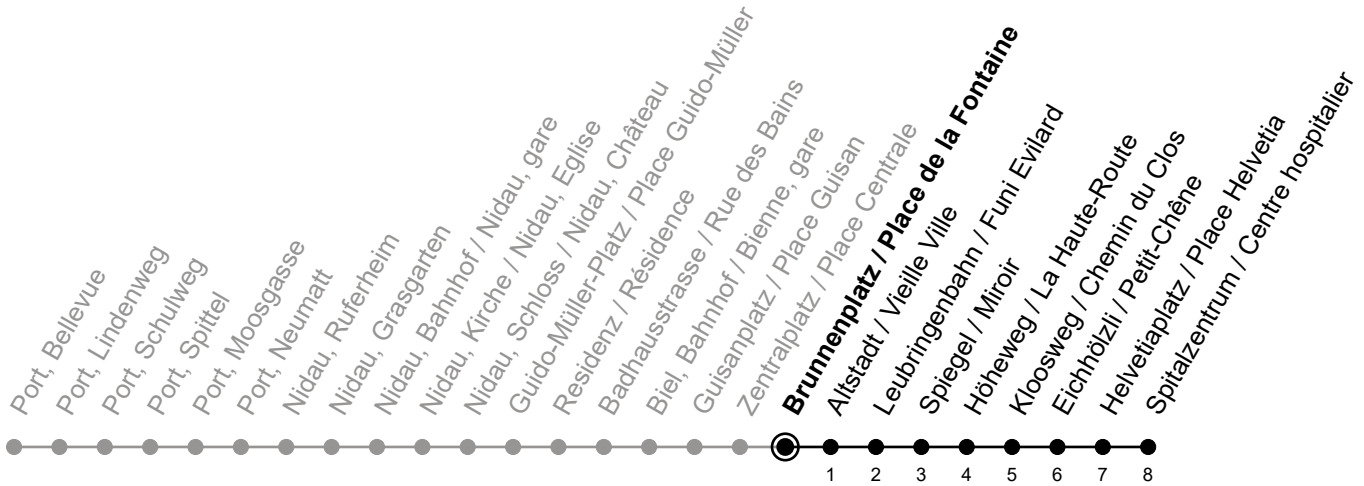 Port, Bellevue
Port, Lindenweg
Port, Schulweg
Port, Spittel
Port, Moosgasse
Port, Neumatt
Nidau, Ruferheim
Nidau, Grasgarten
Nidau, Bahnhof / Nidau, gare
Nidau, Kirche / Nidau, Eglise
Nidau, Schloss / Nidau, Château
Guido-Müller-Platz / Place Guido-Müller
Residenz / Résidence
Badhausstrasse / Rue des Bains
Biel, Bahnhof / Bienne, gare
Guisanplatz / Place Guisan
Zentralplatz / Place Centrale
Brunnenplatz / Place de la Fontaine
Altstadt / Vieille Ville
Leubringenbahn / Funi Evilard
Spiegel / Miroir
Höheweg / La Haute-Route
Kloosweg / Chemin du Clos
Eichhölzli / Petit-Chêne
Helvetiaplatz / Place Helvetia
Spitalzentrum / Centre hospitalier
1 2 3 4 5 6 7 8